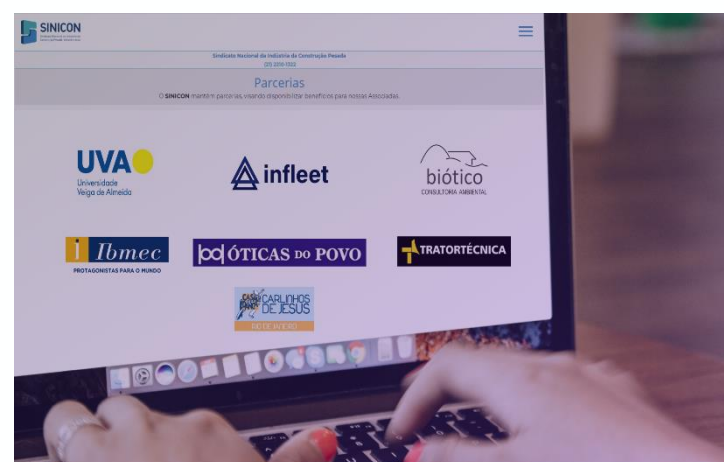 SINICON
Sindicato Nacional da Indústria da Construção Pesada
Parcerias
O SINICON mantém parcerias, visando disponibilizar benefícios para nossas Associadas.
UVA
Universidade
Veiga de Almeida
infleet
biótico
CONSULTORIA AMBIENTAL
Ibmec
PROTAGONISTAS PARA O MUNDO
ÓTICAS DO POVO
TRATORTÉCNICA
CARLINHOS
DE JESUS
RIO DE JANEIRO